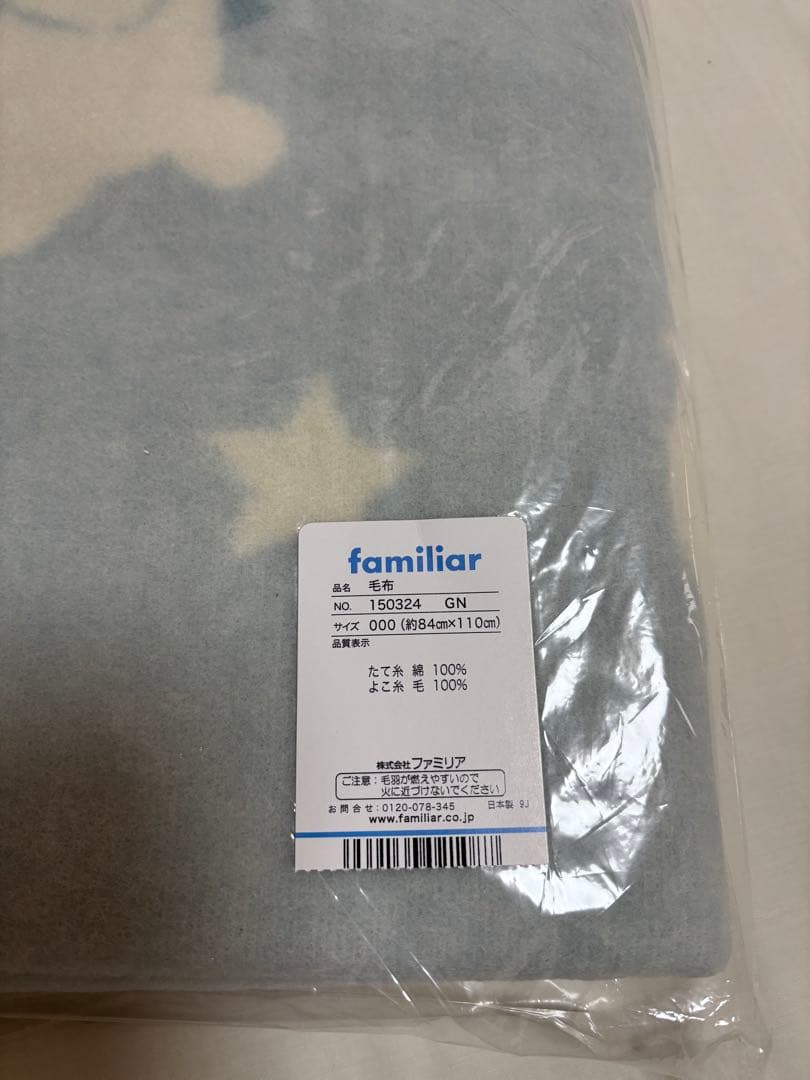 familiar
品名 毛布
NO. 150324 GN
サイズ 000 (約84㎝×110㎝)
品質表示
たて糸 綿 100%
よこ糸 毛 100%
株式会社ファミリア
ご注意:毛羽が燃えやすいので
火に近づけないでください
お問合せ:0120-078-345 日本製 9J
www.familiar.co.jp